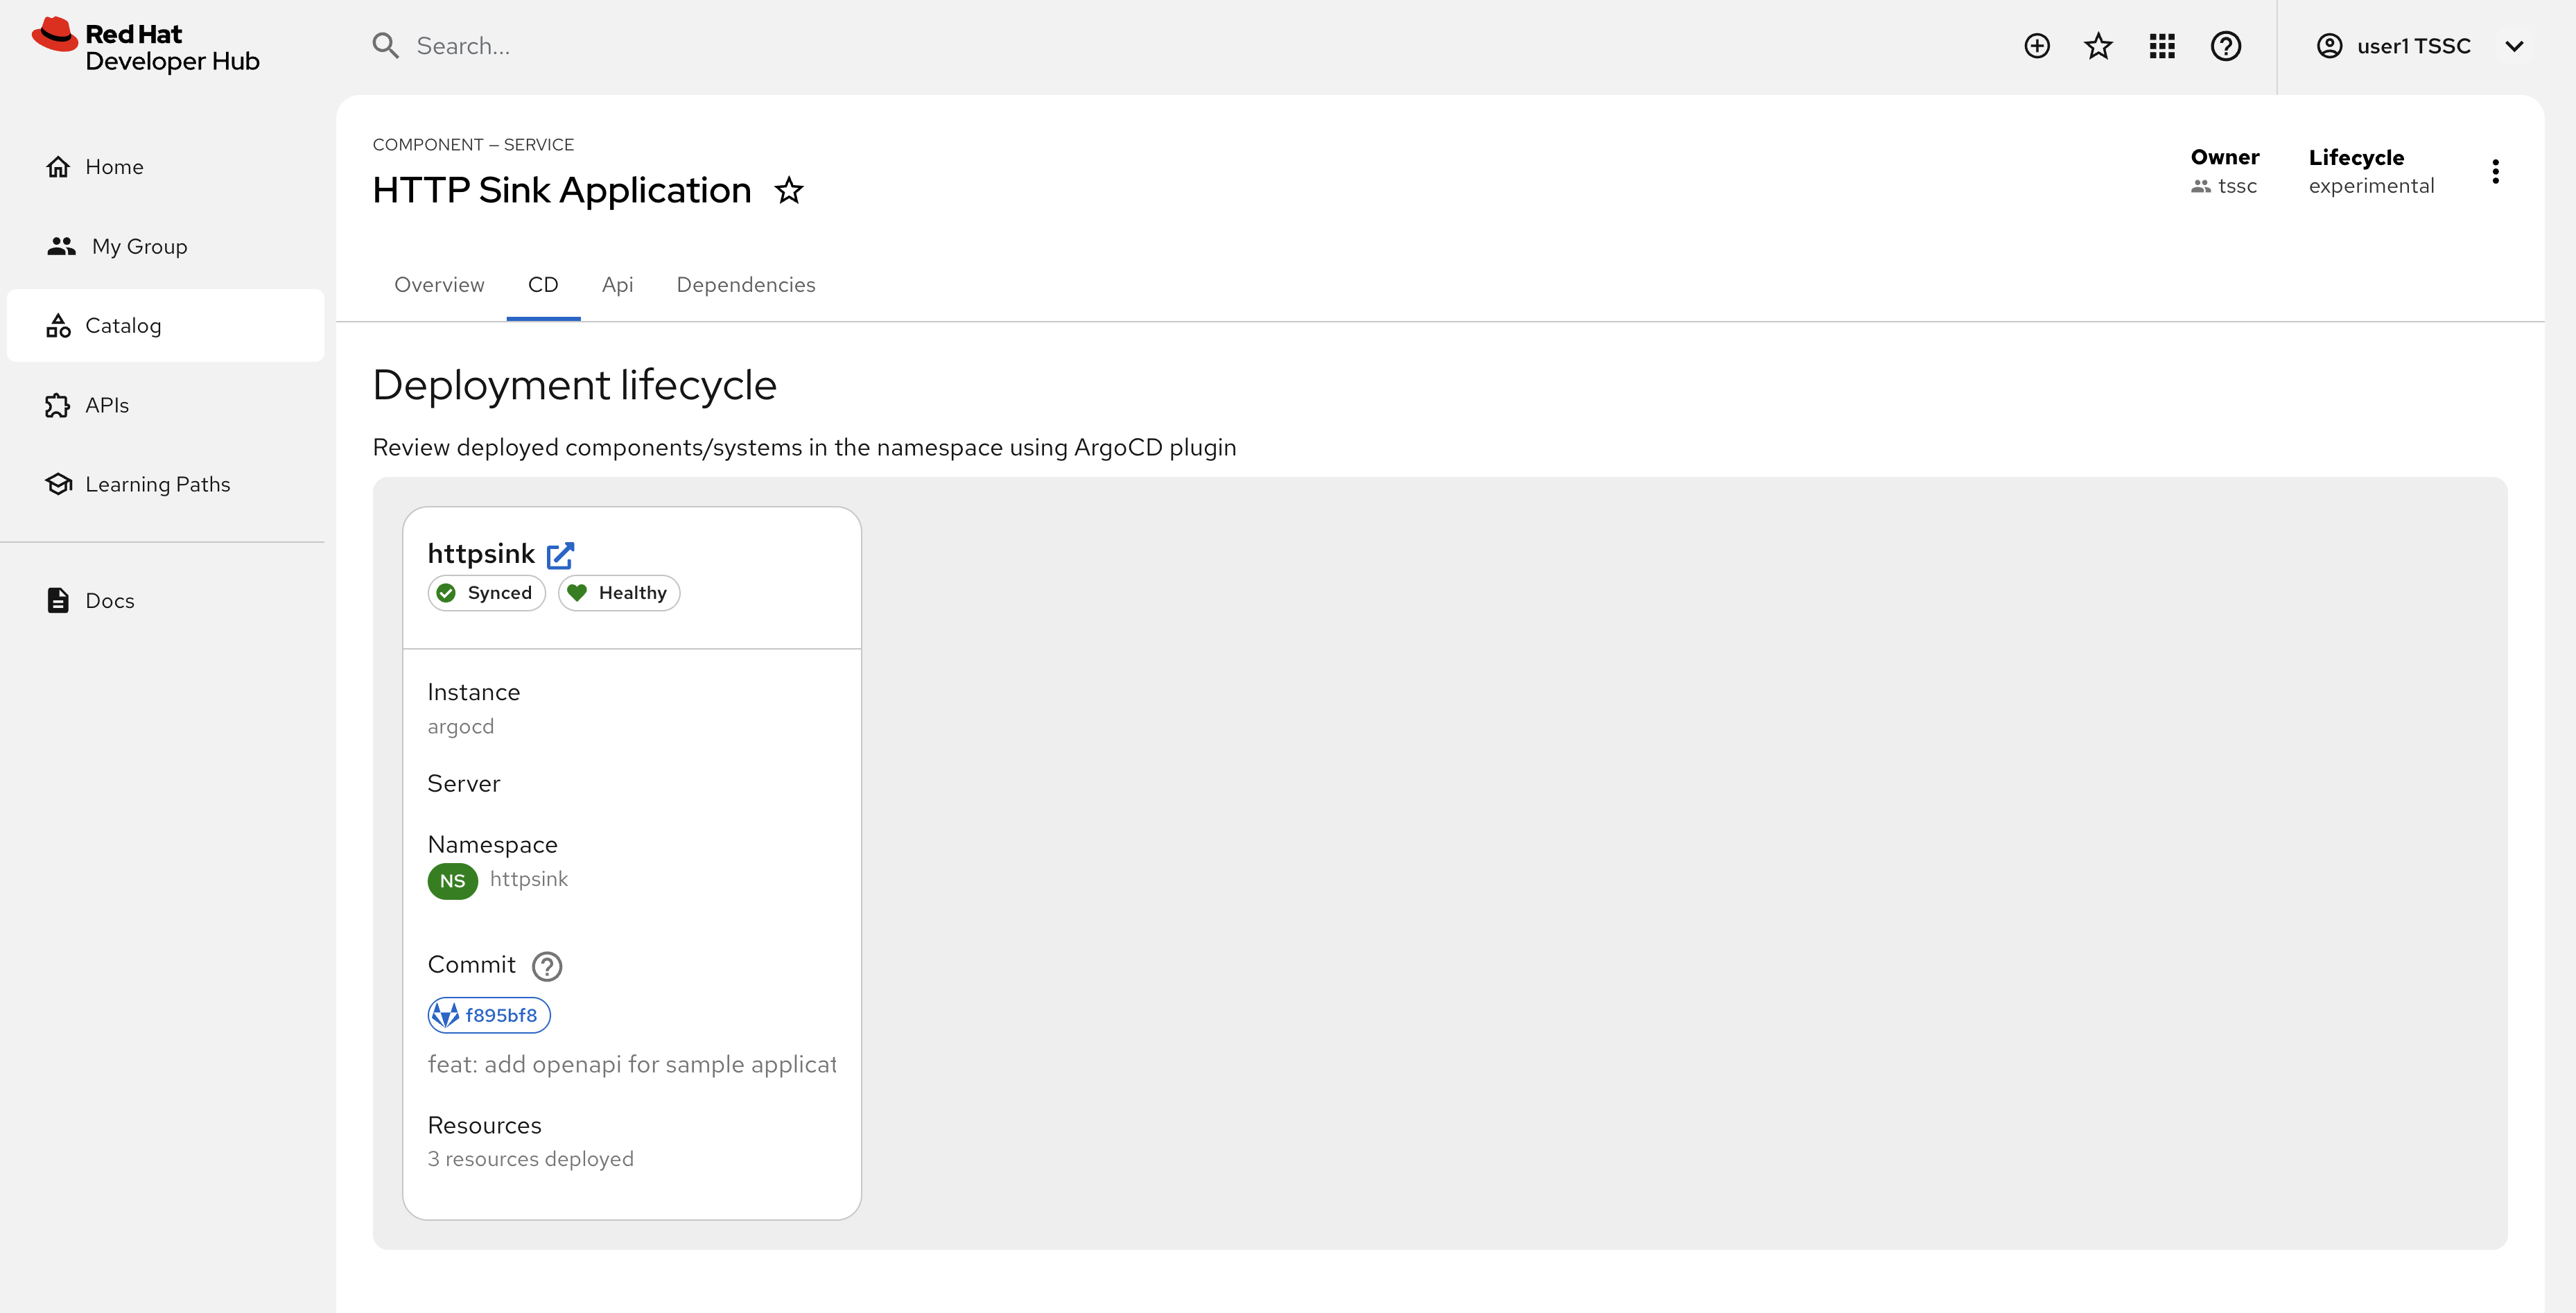 Red Hat
Developer Hub
Search...
user1 TSSC
Home
My Group
Catalog
APIs
Learning Paths
Docs
COMPONENT — SERVICE
HTTP Sink Application
Owner
tssc
Lifecycle
experimental
Overview CD Api Dependencies
Deployment lifecycle
Review deployed components/systems in the namespace using ArgoCD plugin
httpsink
Synced Healthy
Instance
argocd
Server
Namespace
NS httpsink
Commit
f895bf8
feat: add openapi for sample applicat
Resources
3 resources deployed